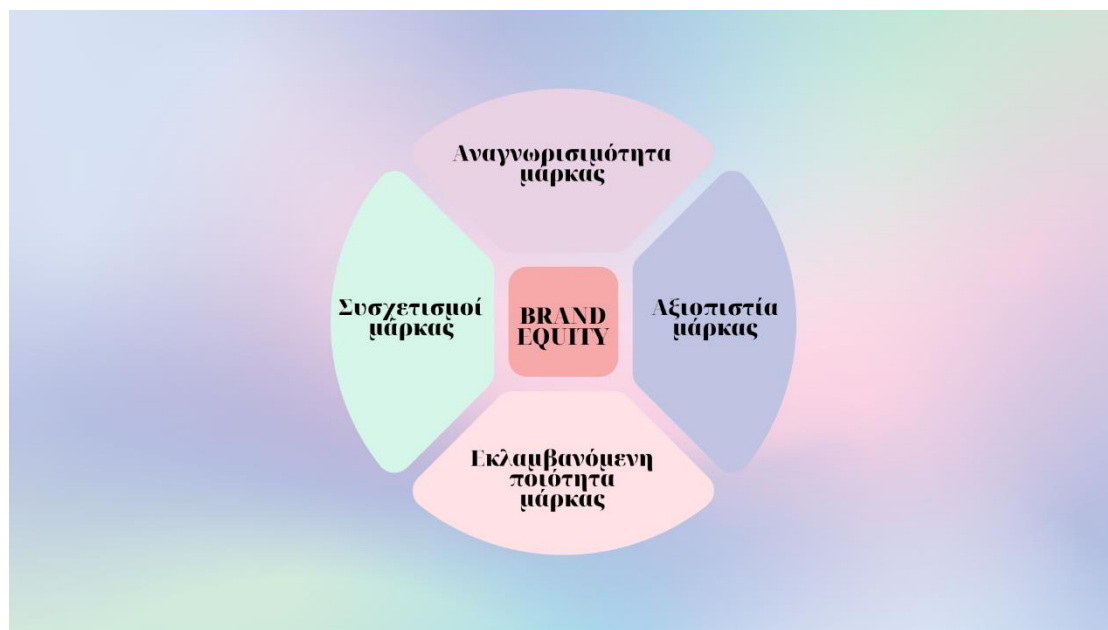 Αναγνωρισιμότητα
μάρκας
Συσχετισμοί
μάρκας
BRAND
EQUITY
Αξιοπιστία
μάρκας
Εκλαμβανόμενη
ποιότητα
μάρκας